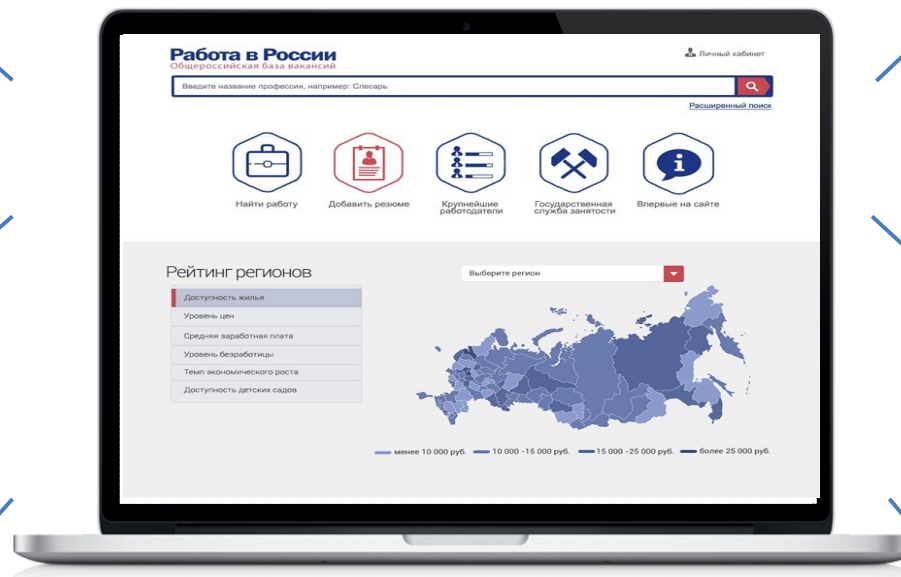 Работа в России
Общероссийская база вакансий
Личный кабинет
Введите название профессии, например: Слесарь
Расширенный поиск
Найти работу
Добавить резюме
Крупнейшие
работодатели
Государственная
служба занятости
Впервые на сайте
Рейтинг регионов
Выберите регион
Доступность жилья
Уровень цен
Средняя заработная плата
Уровень безработицы
Темп экономического роста
Доступность детских садов
менее 10 000 руб. 10 000 -15 000 руб. 15 000 -25 000 руб. более 25 000 руб.